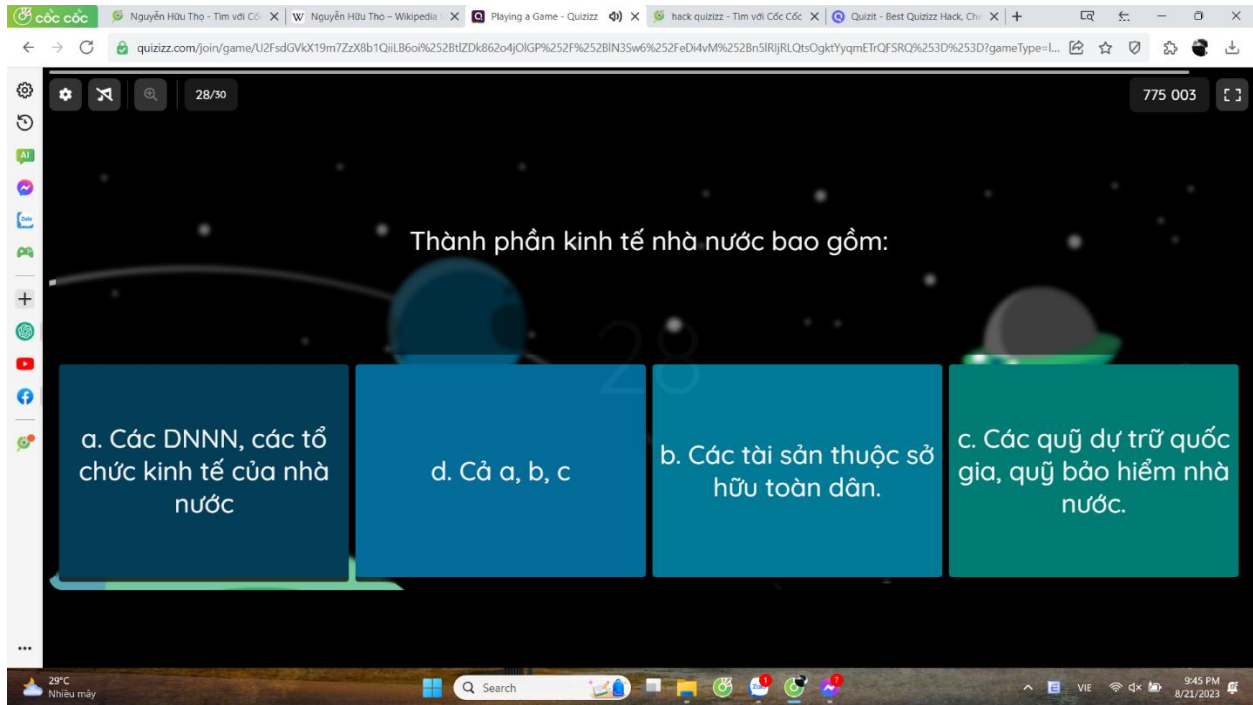 cốc cốc
Nguyễn Hữu Thọ - Tìm với Cố
Nguyễn Hữu Thọ – Wikipedia
Playing a Game - Quizizz
hack quizizz - Tìm với Cốc Cốc
Quizit - Best Quizizz Hack, Che
28/30
775 003
Thành phần kinh tế nhà nước bao gồm:
28
a. Các DNNN, các tổ
chức kinh tế của nhà
nước
d. Cả a, b, c
b. Các tài sản thuộc sở
hữu toàn dân.
c. Các quỹ dự trữ quốc
gia, quỹ bảo hiểm nhà
nước.
29°C
Nhiều mây
Search
VIE
9:45 PM
8/21/2023